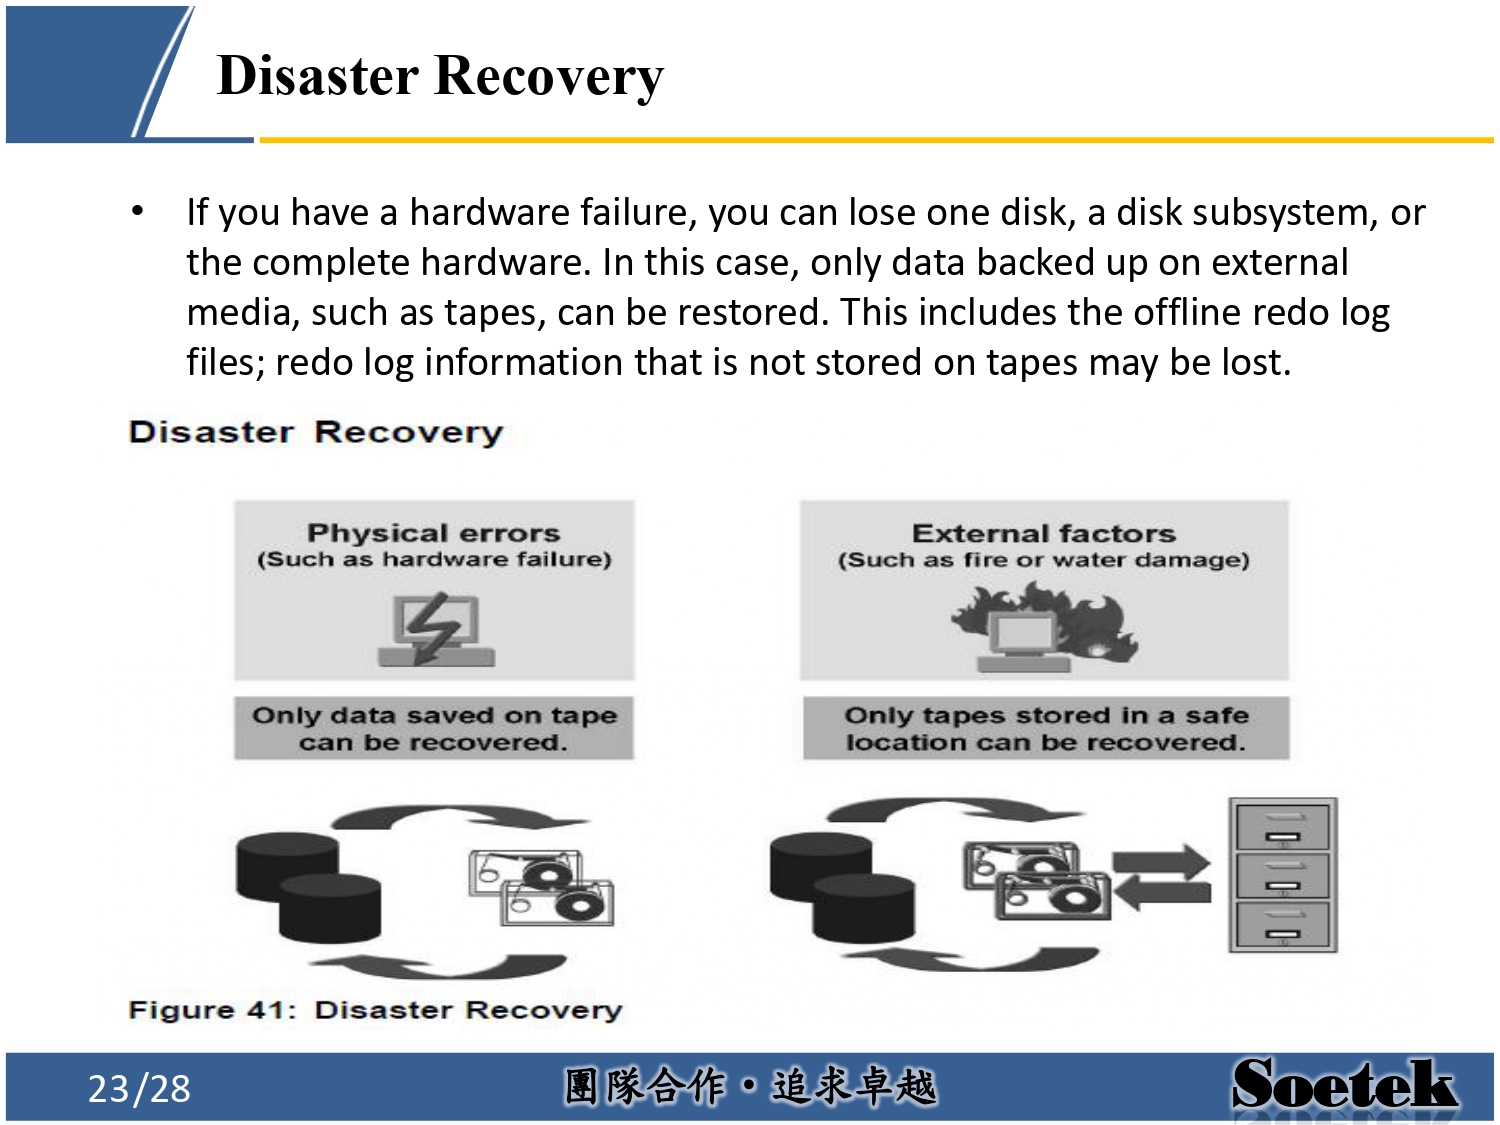 Disaster Recovery
• If you have a hardware failure, you can lose one disk, a disk subsystem, or
the complete hardware. In this case, only data backed up on external
media, such as tapes, can be restored. This includes the offline redo log
files; redo log information that is not stored on tapes may be lost.
Disaster Recovery
Physical errors
(Such as hardware failure)
Only data saved on tape
can be recovered.
External factors
(Such as fire or water damage)
Only tapes stored in a safe
location can be recovered.
Figure 41: Disaster Recovery
23/28
團隊合作・追求卓越
Soetek